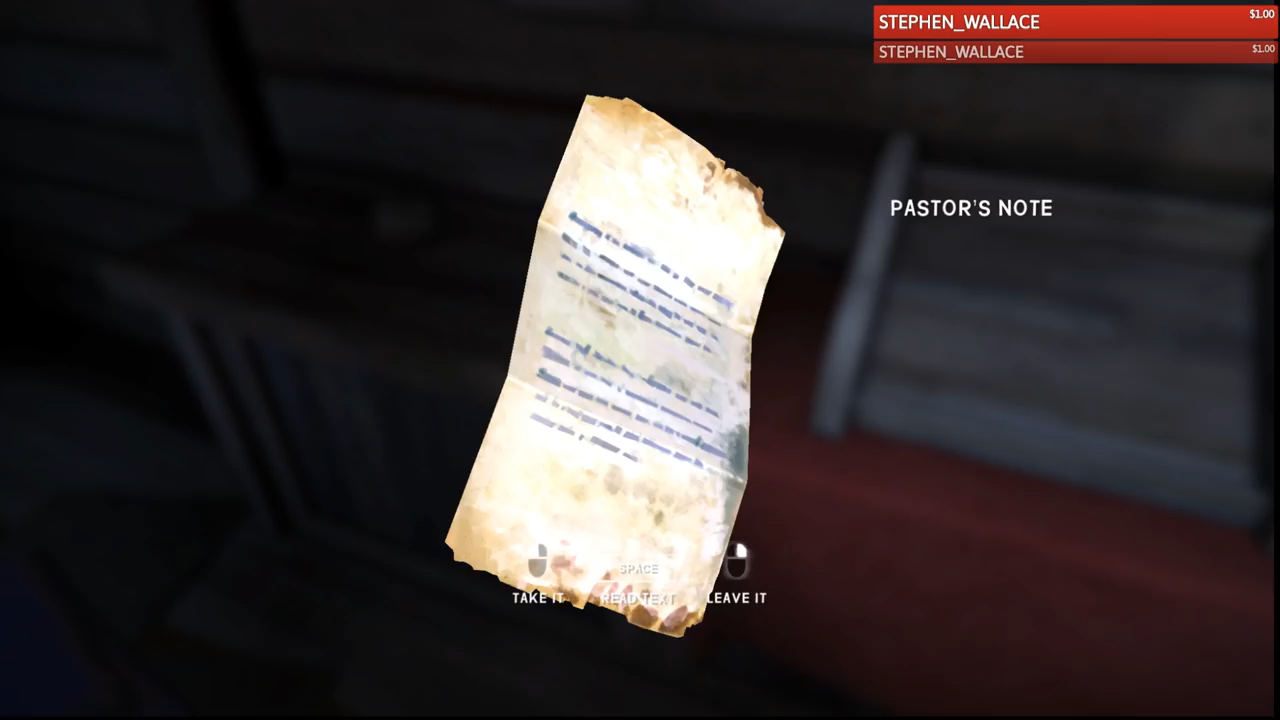 STEPHEN_WALLACE $1.00
STEPHEN_WALLACE $1.00
PASTOR'S NOTE
SPACE
TAKE IT READ TEXT LEAVE IT